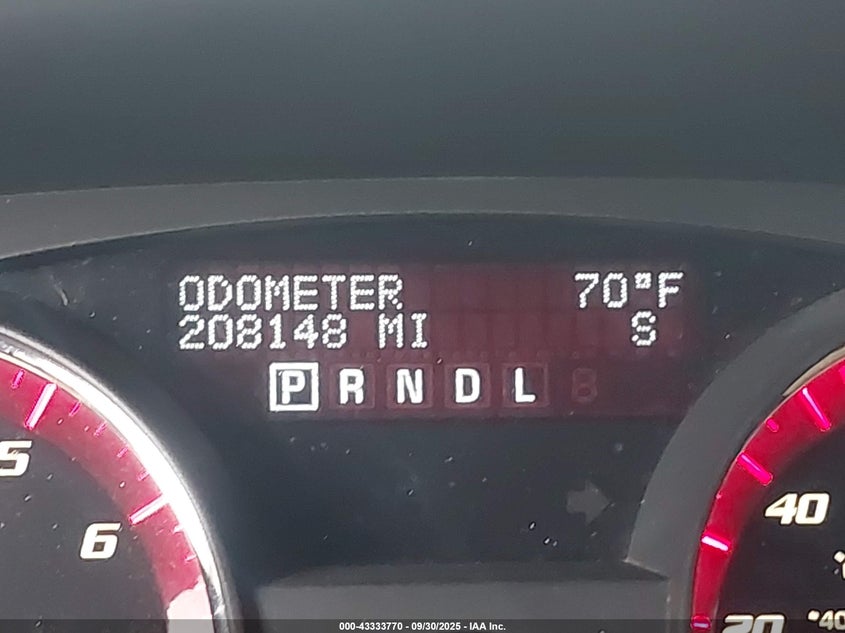 ODOMETER 70°F
208148 MI S
P R N D L
5
6
40
20
000-43333770 - 09/30/2025 - IAA Inc.